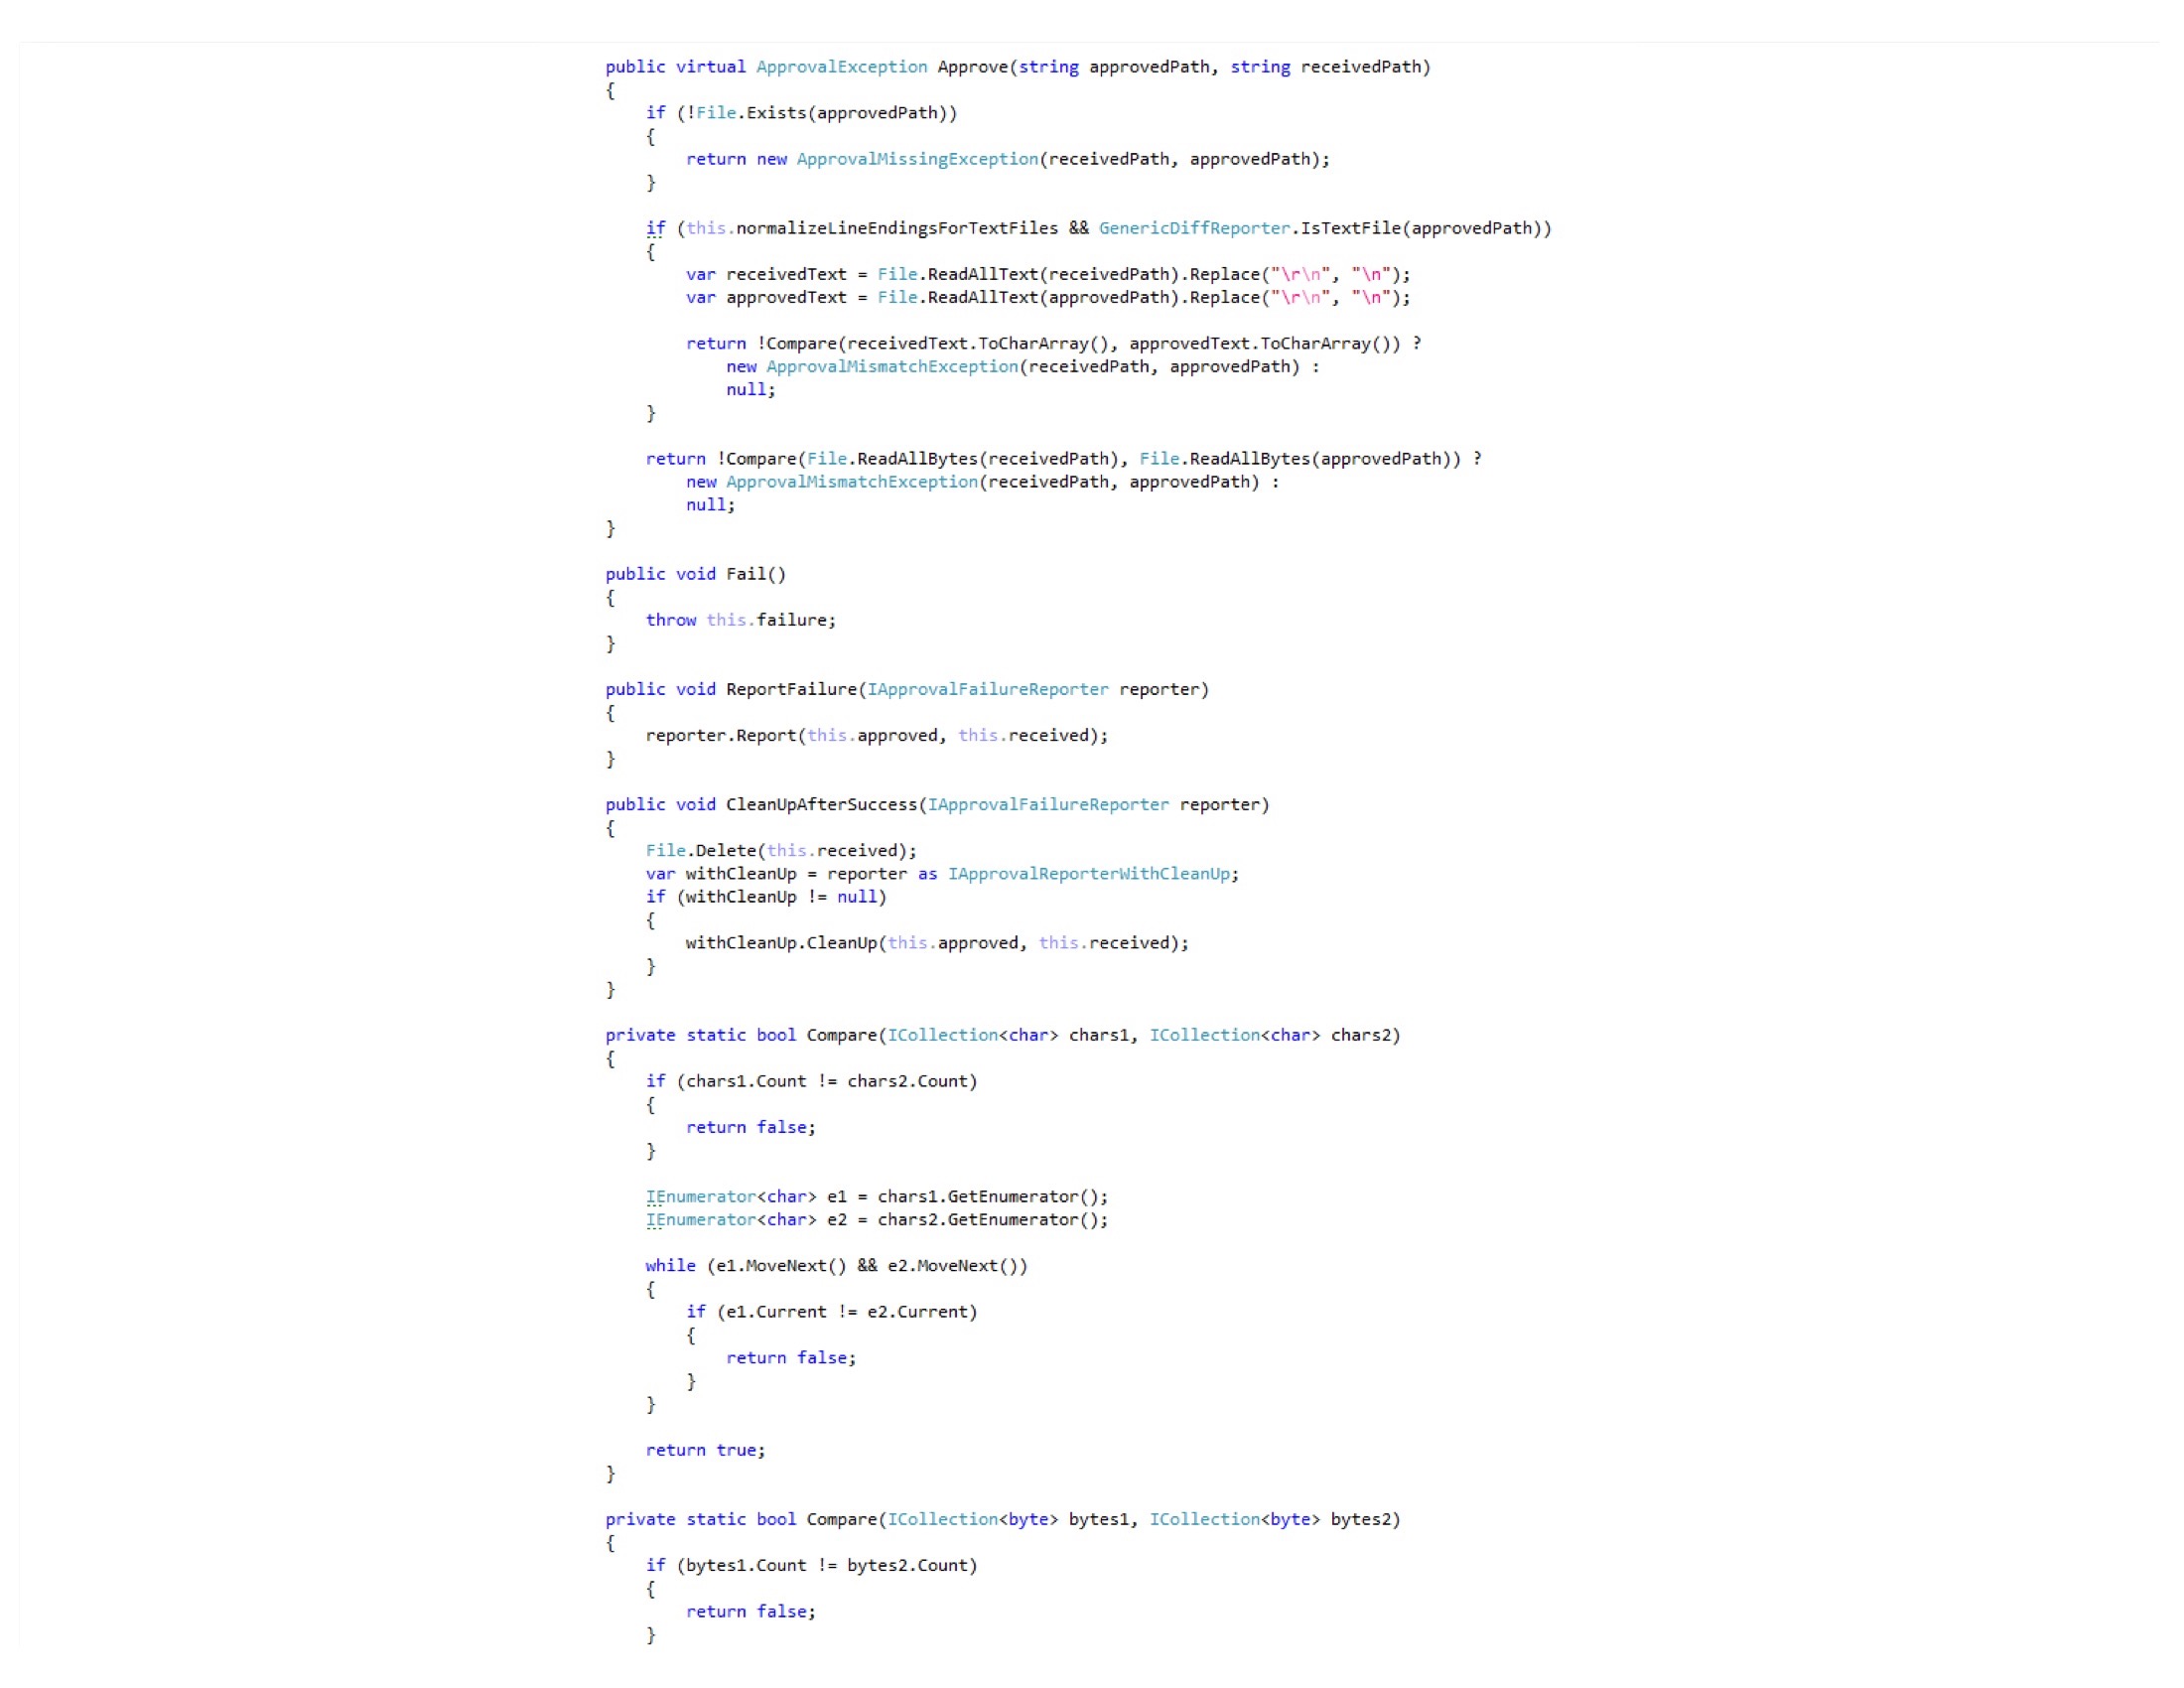 public virtual ApprovalException Approve(string approvedPath, string receivedPath)
{
    if (!File.Exists(approvedPath))
    {
        return new ApprovalMissingException(receivedPath, approvedPath);
    }

    if (this.normalizeLineEndingsForTextFiles && GenericDiffReporter.IsTextFile(approvedPath))
    {
        var receivedText = File.ReadAllText(receivedPath).Replace("\r\n", "\n");
        var approvedText = File.ReadAllText(approvedPath).Replace("\r\n", "\n");

        return !Compare(receivedText.ToCharArray(), approvedText.ToCharArray()) ?
            new ApprovalMismatchException(receivedPath, approvedPath) :
            null;
    }

    return !Compare(File.ReadAllBytes(receivedPath), File.ReadAllBytes(approvedPath)) ?
        new ApprovalMismatchException(receivedPath, approvedPath) :
        null;
}

public void Fail()
{
    throw this.failure;
}

public void ReportFailure(IApprovalFailureReporter reporter)
{
    reporter.Report(this.approved, this.received);
}

public void CleanUpAfterSuccess(IApprovalFailureReporter reporter)
{
    File.Delete(this.received);
    var withCleanUp = reporter as IApprovalReporterWithCleanUp;
    if (withCleanUp != null)
    {
        withCleanUp.CleanUp(this.approved, this.received);
    }
}

private static bool Compare(ICollection<char> chars1, ICollection<char> chars2)
{
    if (chars1.Count != chars2.Count)
    {
        return false;
    }

    IEnumerator<char> e1 = chars1.GetEnumerator();
    IEnumerator<char> e2 = chars2.GetEnumerator();

    while (e1.MoveNext() && e2.MoveNext())
    {
        if (e1.Current != e2.Current)
        {
            return false;
        }
    }

    return true;
}

private static bool Compare(ICollection<byte> bytes1, ICollection<byte> bytes2)
{
    if (bytes1.Count != bytes2.Count)
    {
        return false;
    }